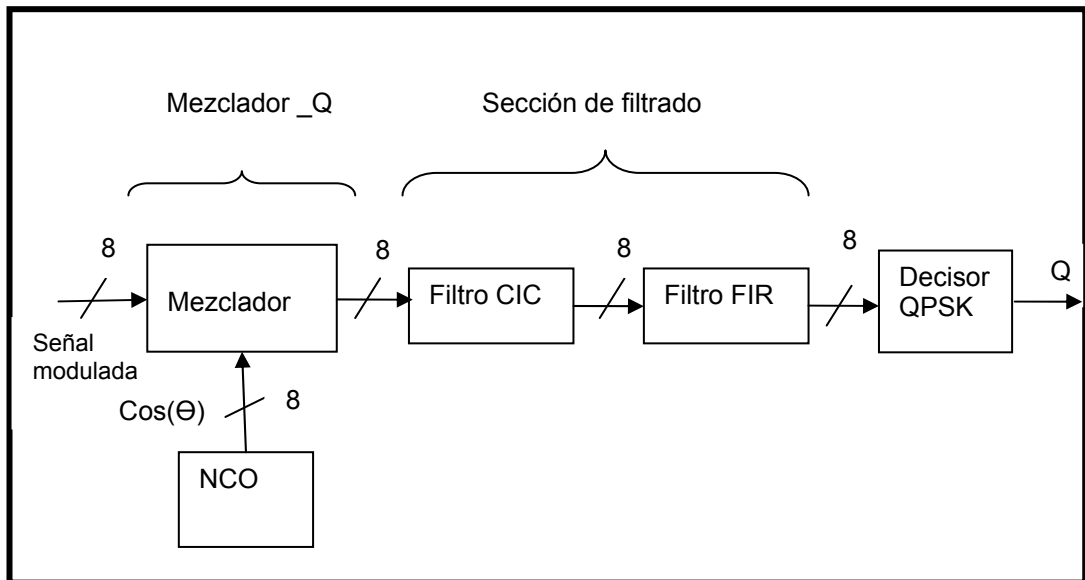 Mezclador _Q
Sección de filtrado
8
8
8
8
Mezclador
Filtro CIC
Filtro FIR
Decisor
QPSK
Q
Señal
modulada
Cos(Θ)
8
NCO